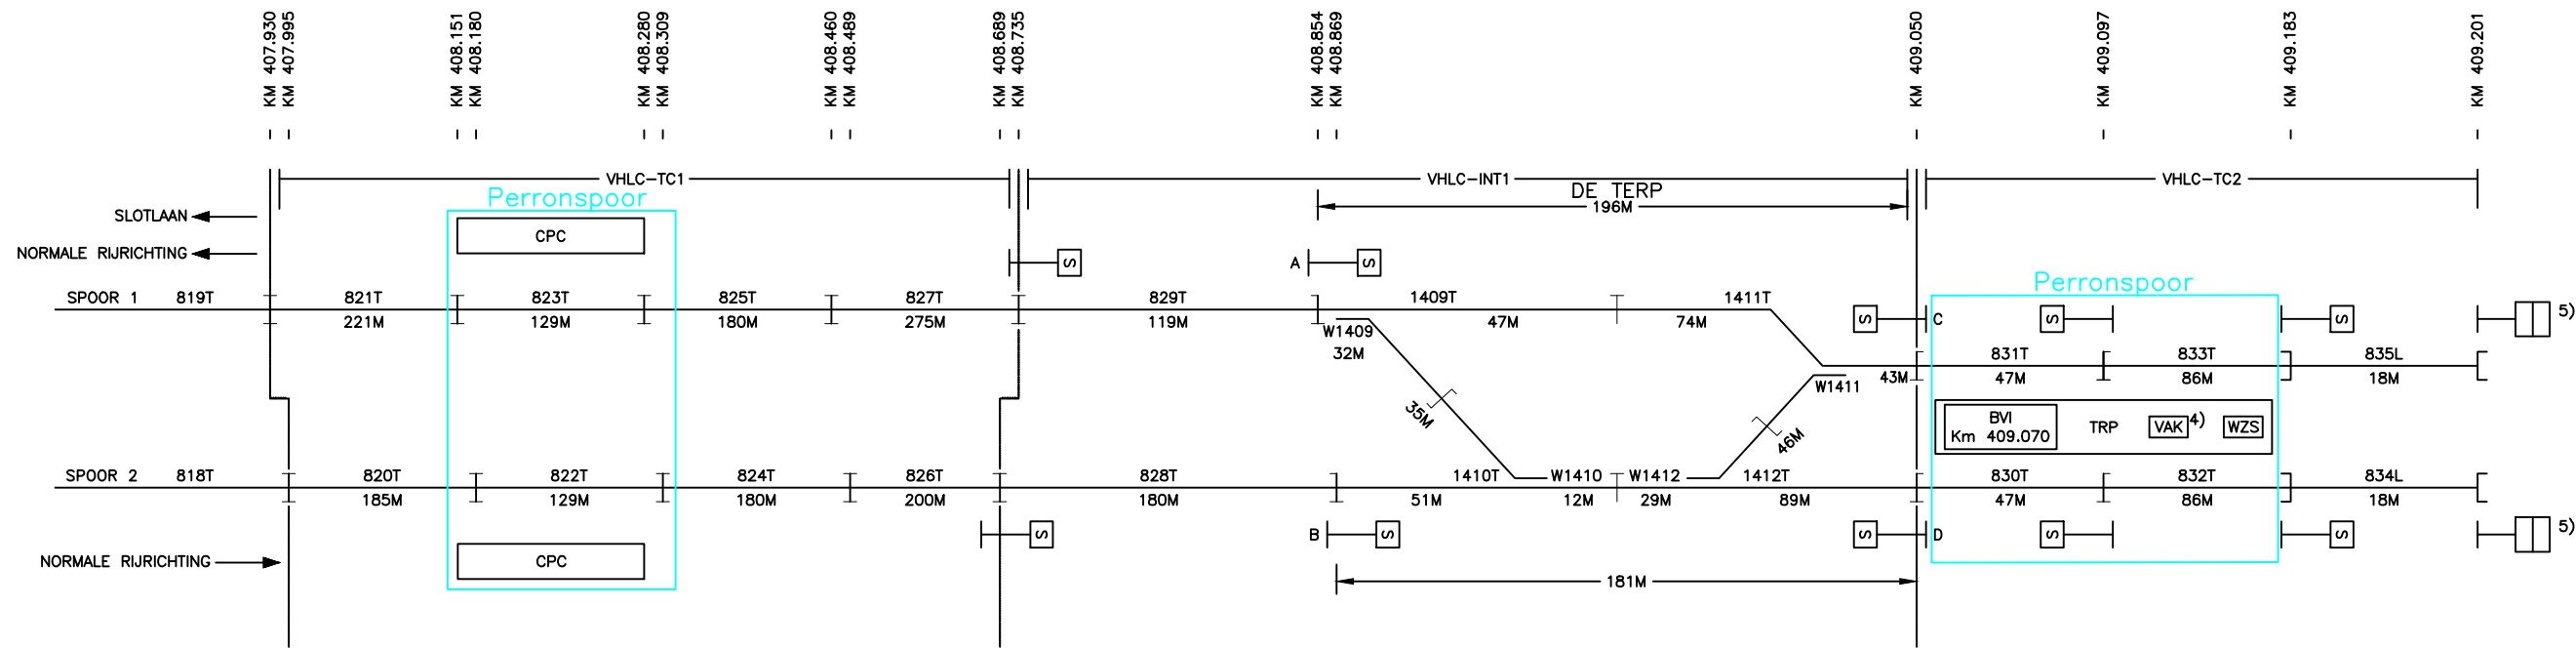 KM 407.930
KM 407.995
KM 408.151
KM 408.180
KM 408.280
KM 408.309
KM 408.460
KM 408.489
KM 408.689
KM 408.735
KM 408.854
KM 408.869
KM 409.050
KM 409.097
KM 409.183
KM 409.201
VHLC-TC1
VHLC-INT1
VHLC-TC2
Perronspoor
DE TERP
196M
SLOTLAAN
CPC
NORMALE RIJRICHTING
S
A
S
Perronspoor
SPOOR 1 819T 821T 823T 825T 827T 829T 1409T 1411T
221M 129M 180M 275M 119M 47M 74M
S C S S 5)
W1409
32M
831T 833T 835L
43M 47M 86M 18M
W1411
35M
46M
BVI
Km 409.070
TRP
VAK 4)
WZS
SPOOR 2 818T 820T 822T 824T 826T 828T 1410T W1410 W1412 1412T 830T 832T 834L
185M 129M 180M 200M 180M 51M 12M 29M 89M 47M 86M 18M
S B S S D S S 5)
NORMALE RIJRICHTING
CPC
181M